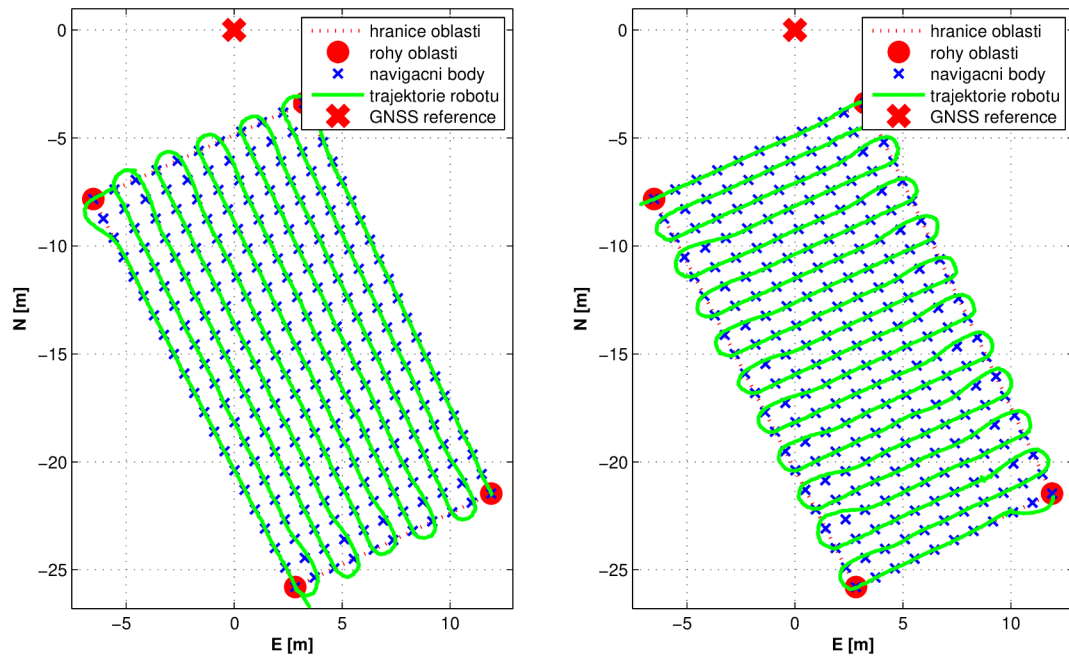 hranice oblasti
rohy oblasti
navigacni body
trajektorie robotu
GNSS reference
0
−5
−10
−15
−20
−25
N [m]
−5
0
5
10
E [m]
hranice oblasti
rohy oblasti
navigacni body
trajektorie robotu
GNSS reference
0
−5
−10
−15
−20
−25
N [m]
−5
0
5
10
E [m]